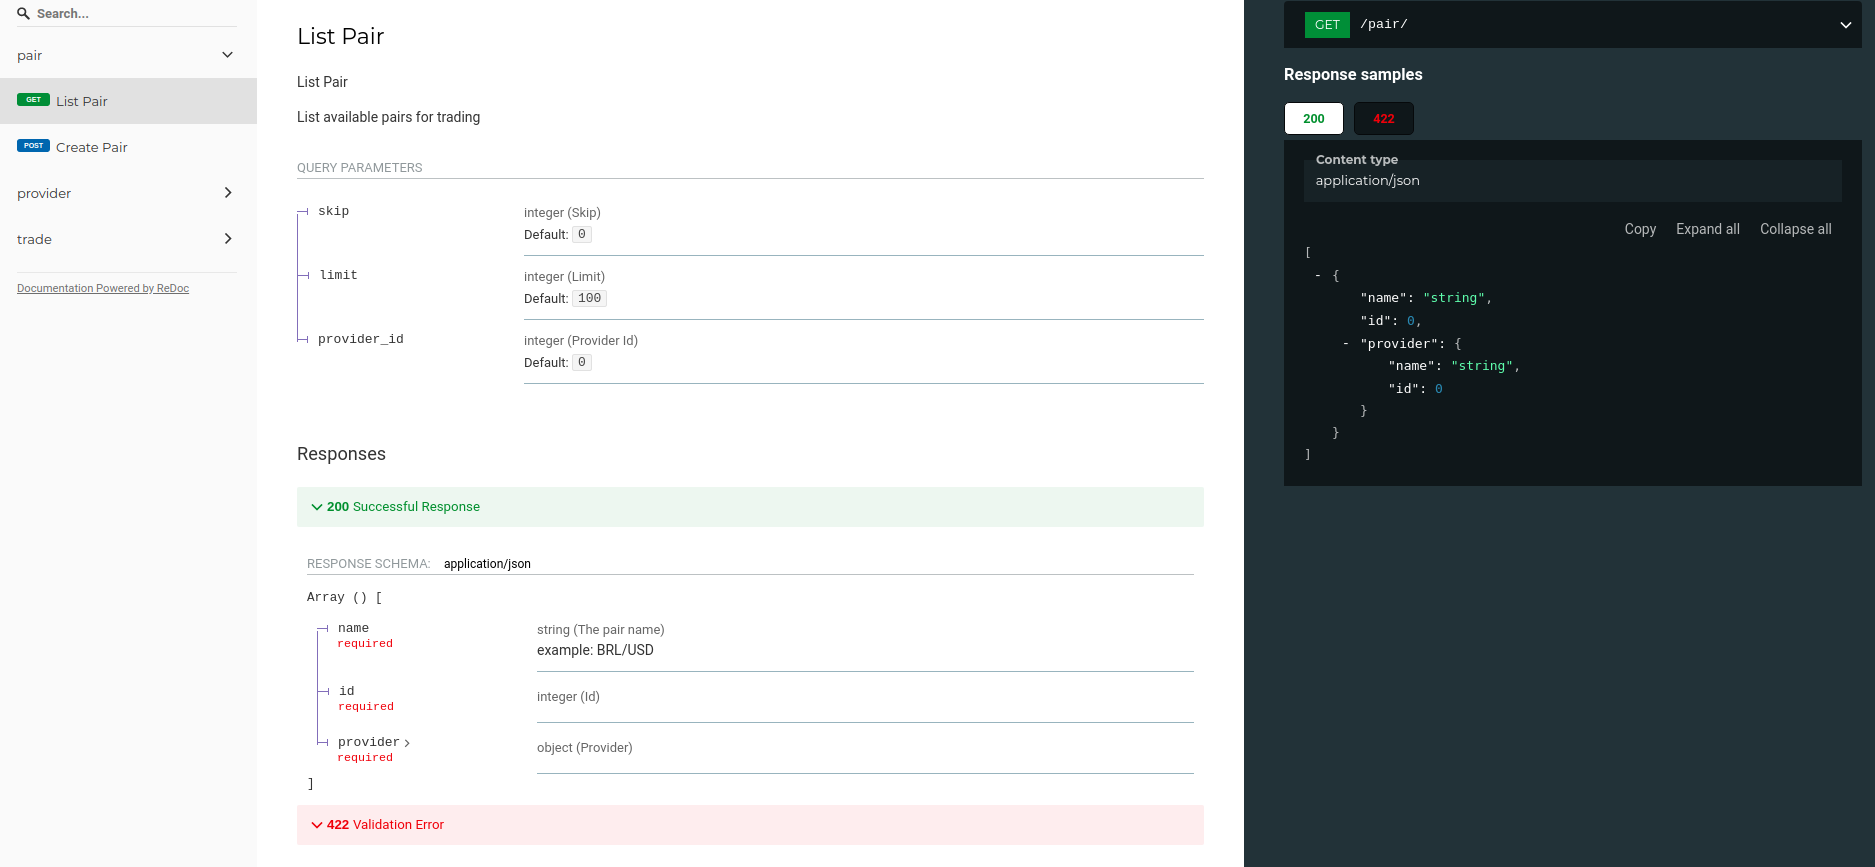 Search...
pair
GET List Pair
POST Create Pair
provider
trade
Documentation Powered by ReDoc
List Pair
List Pair
List available pairs for trading
QUERY PARAMETERS
skip
integer (Skip)
Default: 0
limit
integer (Limit)
Default: 100
provider_id
integer (Provider Id)
Default: 0
Responses
200 Successful Response
RESPONSE SCHEMA: application/json
Array () [
name
required
string (The pair name)
example: BRL/USD
id
required
integer (Id)
provider
required
object (Provider)
]
422 Validation Error
GET /pair/
Response samples
200 422
Content type
application/json
Copy Expand all Collapse all
[
- {
"name": "string",
"id": 0,
- "provider": {
"name": "string",
"id": 0
}
}
]